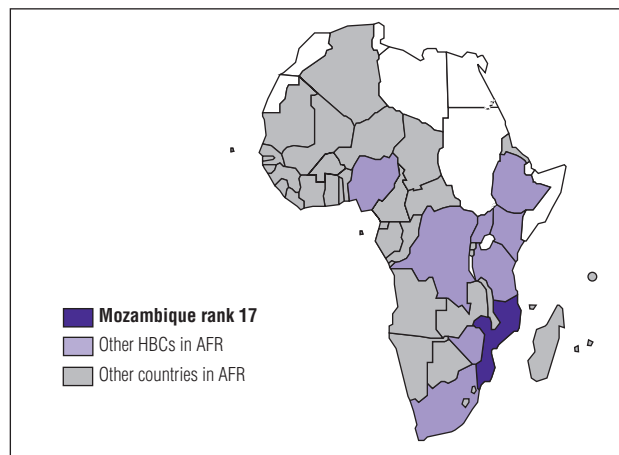 Mozambique rank 17
Other HBCs in AFR
Other countries in AFR